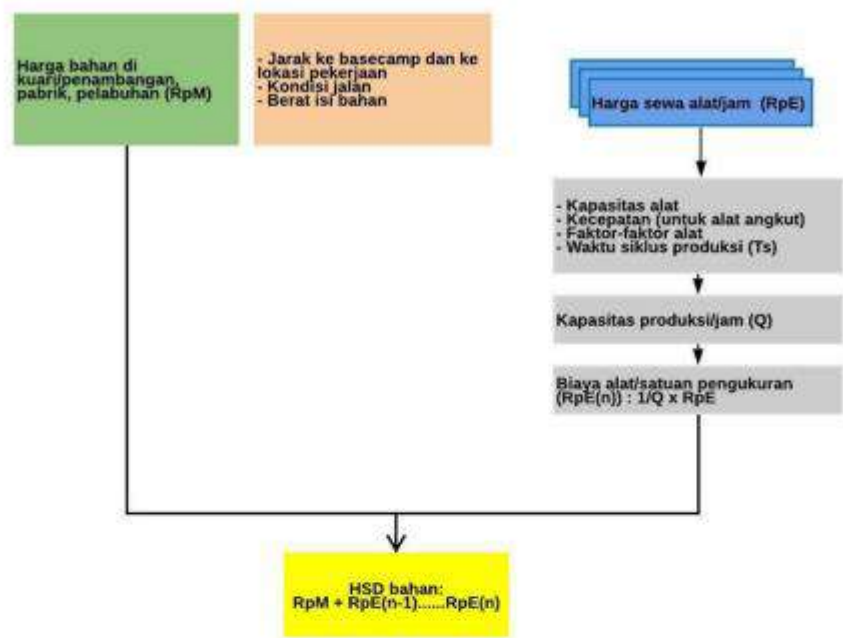 Harga bahan di
kuari/penambangan,
pabrik, pelabuhan (RpM)
- Jarak ke basecamp dan ke
lokasi pekerjaan
- Kondisi jalan
- Berat isi bahan
Harga sewa alat/jam (RpE)
- Kapasitas alat
- Kecepatan (untuk alat angkut)
- Faktor-faktor alat
- Waktu siklus produksi (Ts)
Kapasitas produksi/jam (Q)
Biaya alat/satuan pengukuran
(RpE(n)) : 1/Q x RpE
HSD bahan:
RpM + RpE(n-1)......RpE(n)